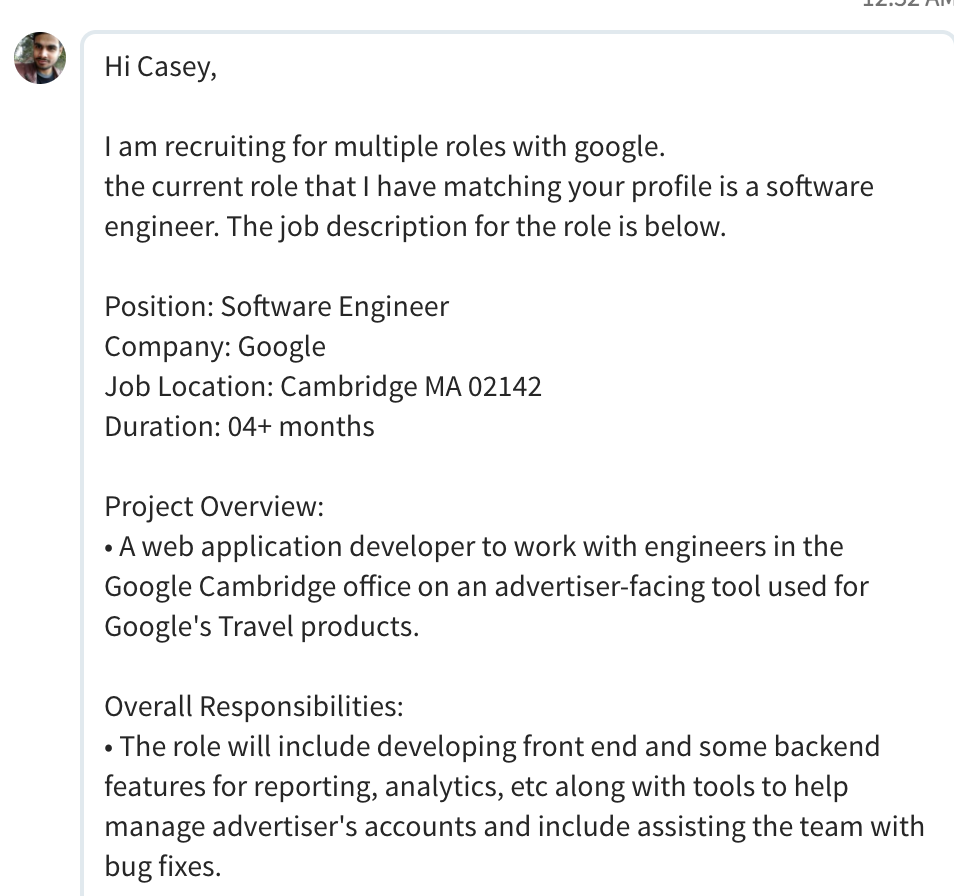 12:52 AM
Hi Casey,
I am recruiting for multiple roles with google.
the current role that I have matching your profile is a software
engineer. The job description for the role is below.
Position: Software Engineer
Company: Google
Job Location: Cambridge MA 02142
Duration: 04+ months
Project Overview:
• A web application developer to work with engineers in the
Google Cambridge office on an advertiser-facing tool used for
Google's Travel products.
Overall Responsibilities:
• The role will include developing front end and some backend
features for reporting, analytics, etc along with tools to help
manage advertiser's accounts and include assisting the team with
bug fixes.